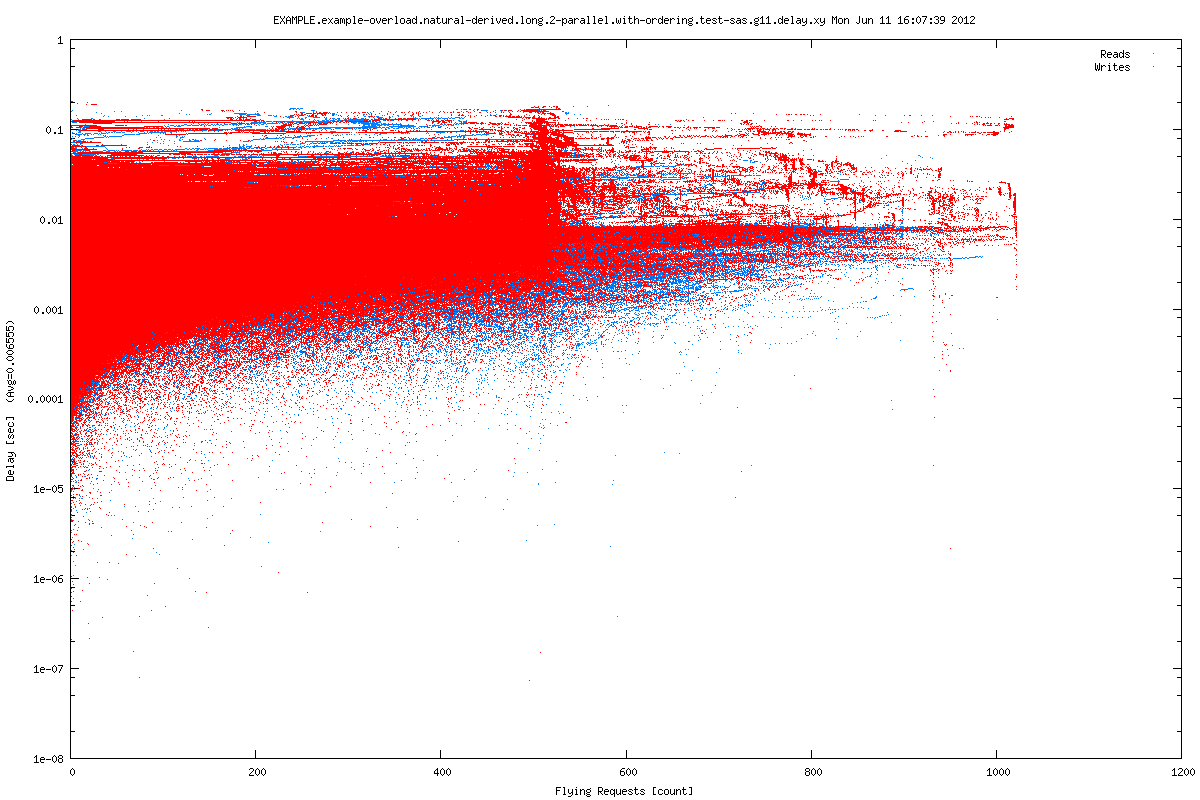 EXAMPLE.example-overload.natural-derived.long.2-parallel.with-ordering.test-sas.g11.delay.xy Mon Jun 11 16:07:39 2012
Reads
Writes
1
0.1
0.01
0.001
0.0001
1e-05
1e-06
1e-07
1e-08
Delay [sec] (Avg=0.006555)
0 200 400 600 800 1000 1200
Flying Requests [count]